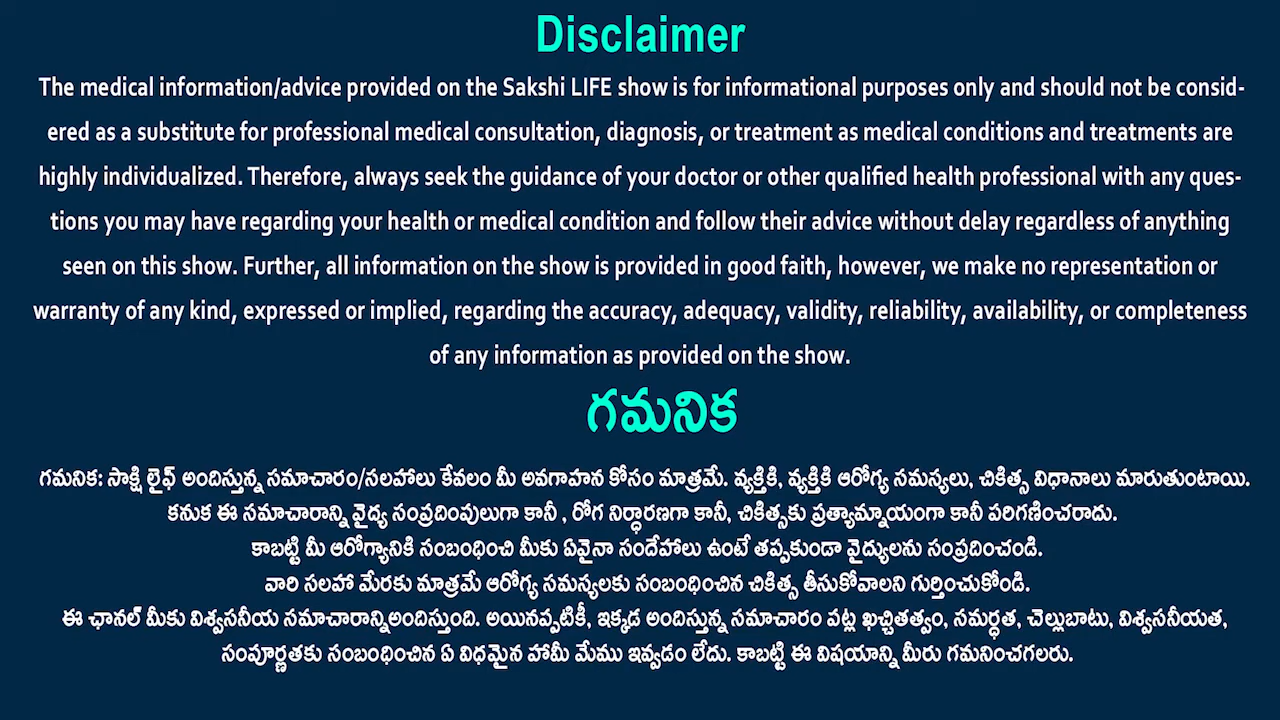 Disclaimer
The medical information/advice provided on the Sakshi LIFE show is for informational purposes only and should not be consid-
ered as a substitute for professional medical consultation, diagnosis, or treatment as medical conditions and treatments are
highly individualized. Therefore, always seek the guidance of your doctor or other qualified health professional with any ques-
tions you may have regarding your health or medical condition and follow their advice without delay regardless of anything
seen on this show. Further, all information on the show is provided in good faith, however, we make no representation or
warranty of any kind, expressed or implied, regarding the accuracy, adequacy, validity, reliability, availability, or completeness
of any information as provided on the show.
గమనిక
గమనిక: సాక్షి లైఫ్ అందిస్తున్న సమాచారం/సలహాలు కేవలం మీ అవగాహన కోసం మాత్రమే. వ్యక్తికి, వ్యక్తికి ఆరోగ్య సమస్యలు, చికిత్స విధానాలు మారుతుంటాయి.
కనుక ఈ సమాచారాన్ని వైద్య సంప్రదింపులుగా కానీ , రోగ నిర్ధారణగా కానీ, చికిత్సకు ప్రత్యామ్నాయంగా కానీ పరిగణించరాదు.
కాబట్టి మీ ఆరోగ్యానికి సంబంధించి మీకు ఏవైనా సందేహాలు ఉంటే తప్పకుండా వైద్యులను సంప్రదించండి.
వారి సలహా మేరకు మాత్రమే ఆరోగ్య సమస్యలకు సంబంధించిన చికిత్స తీసుకోవాలని గుర్తించుకోండి.
ఈ ఛానల్ మీకు విశ్వసనీయ సమాచారాన్నిఅందిస్తుంది. అయినప్పటికీ, ఇక్కడ అందిస్తున్న సమాచారం పట్ల ఖచ్చితత్వం, సమర్ధత, చెల్లుబాటు, విశ్వసనీయత,
సంపూర్ణతకు సంబంధించిన ఏ విధమైన హామీ మేము ఇవ్వడం లేదు. కాబట్టి ఈ విషయాన్ని మీరు గమనించగలరు.